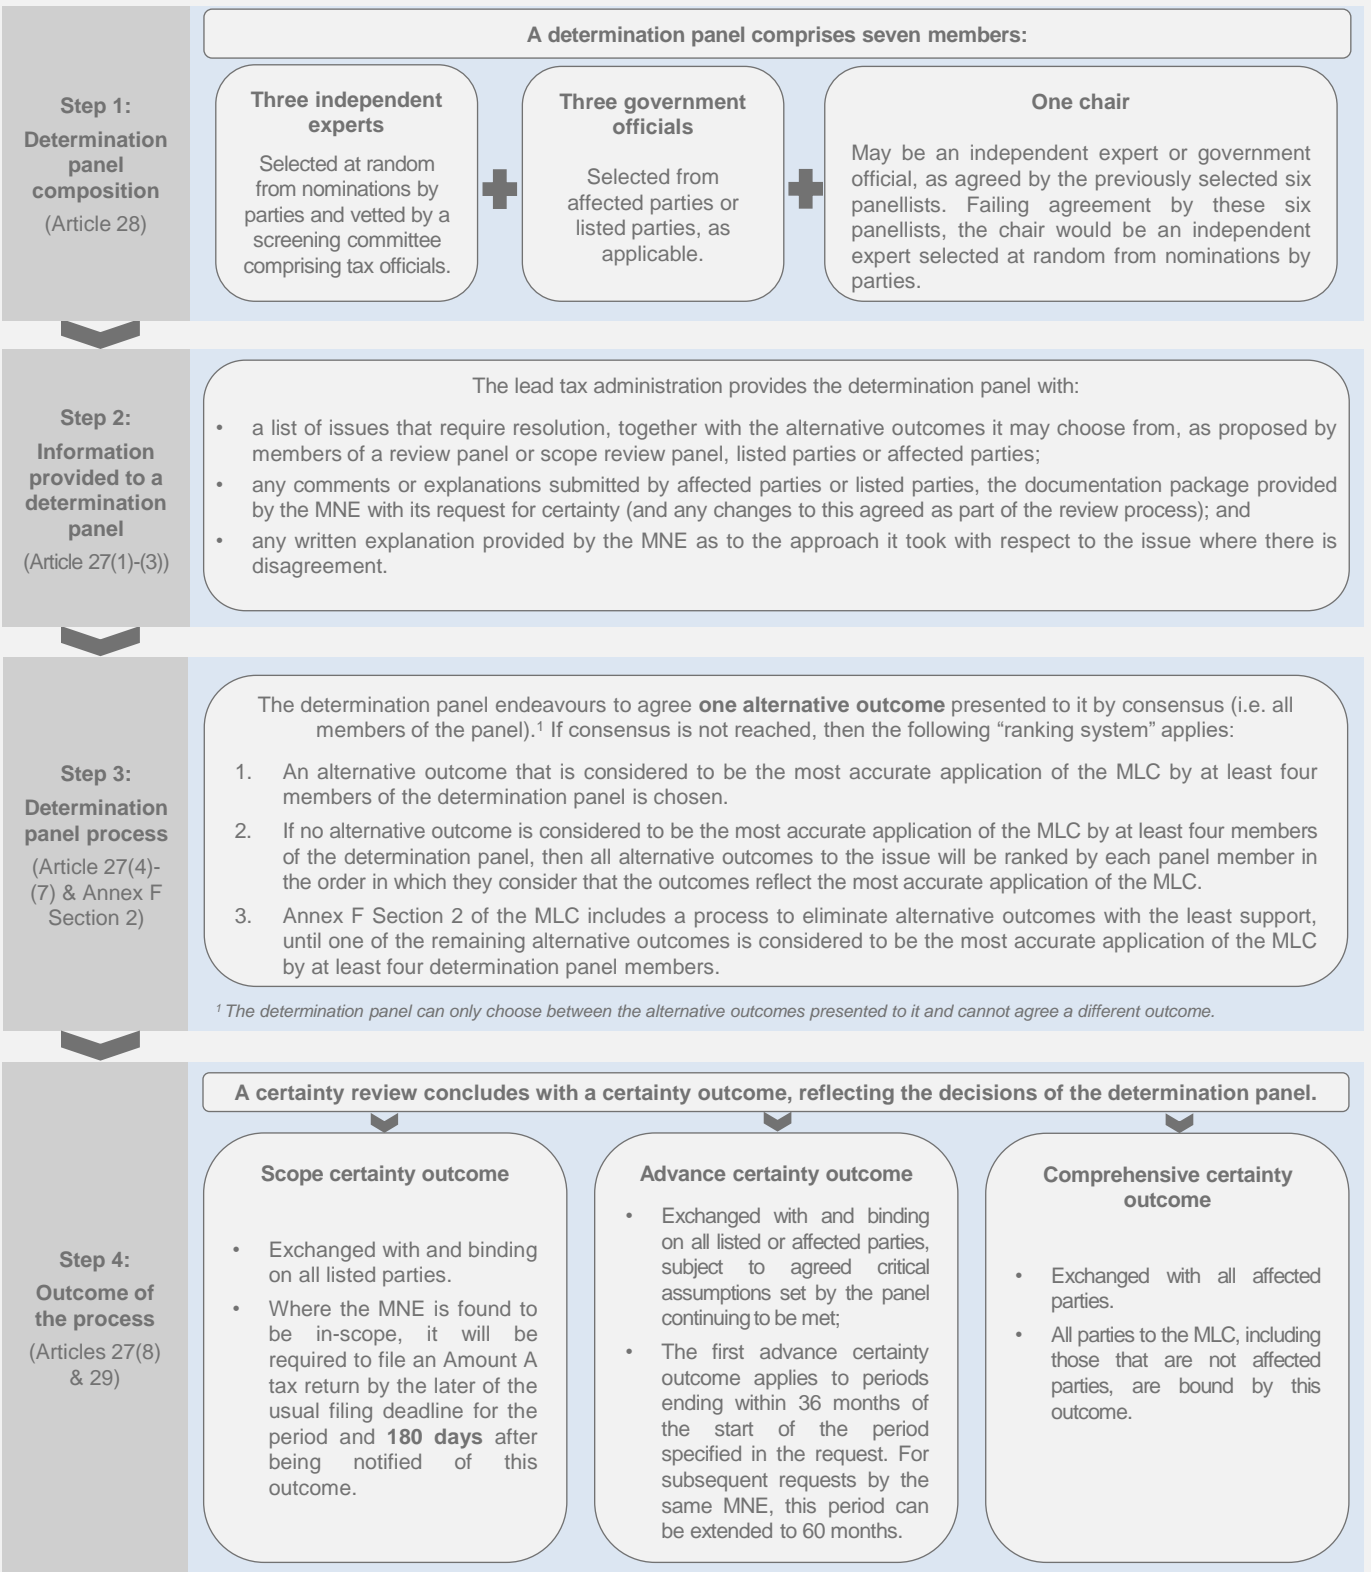 A determination panel comprises seven members:
Step 1:
Determination
panel
composition
(Article 28)
Three independent
experts
Selected at random
from nominations by
parties and vetted by a
screening committee
comprising tax officials.
Three government
officials
Selected from
affected parties or
listed parties, as
applicable.
One chair
May be an independent expert or government
official, as agreed by the previously selected six
panellists. Failing agreement by these six
panellists, the chair would be an independent
expert selected at random from nominations by
parties.
Step 2:
Information
provided to a
determination
panel
(Article 27(1)-(3))
The lead tax administration provides the determination panel with:
• a list of issues that require resolution, together with the alternative outcomes it may choose from, as proposed by
members of a review panel or scope review panel, listed parties or affected parties;
• any comments or explanations submitted by affected parties or listed parties, the documentation package provided
by the MNE with its request for certainty (and any changes to this agreed as part of the review process); and
• any written explanation provided by the MNE as to the approach it took with respect to the issue where there is
disagreement.
Step 3:
Determination
panel process
(Article 27(4)-
(7) & Annex F
Section 2)
The determination panel endeavours to agree one alternative outcome presented to it by consensus (i.e. all
members of the panel).¹ If consensus is not reached, then the following “ranking system” applies:
1. An alternative outcome that is considered to be the most accurate application of the MLC by at least four
members of the determination panel is chosen.
2. If no alternative outcome is considered to be the most accurate application of the MLC by at least four members
of the determination panel, then all alternative outcomes to the issue will be ranked by each panel member in
the order in which they consider that the outcomes reflect the most accurate application of the MLC.
3. Annex F Section 2 of the MLC includes a process to eliminate alternative outcomes with the least support,
until one of the remaining alternative outcomes is considered to be the most accurate application of the MLC
by at least four determination panel members.
¹ The determination panel can only choose between the alternative outcomes presented to it and cannot agree a different outcome.
Step 4:
Outcome of
the process
(Articles 27(8)
& 29)
A certainty review concludes with a certainty outcome, reflecting the decisions of the determination panel.
Scope certainty outcome
• Exchanged with and binding
on all listed parties.
• Where the MNE is found to
be in-scope, it will be
required to file an Amount A
tax return by the later of the
usual filing deadline for the
period and 180 days after
being notified of this
outcome.
Advance certainty outcome
• Exchanged with and binding
on all listed or affected parties,
subject to agreed critical
assumptions set by the panel
continuing to be met;
• The first advance certainty
outcome applies to periods
ending within 36 months of
the start of the period
specified in the request. For
subsequent requests by the
same MNE, this period can
be extended to 60 months.
Comprehensive certainty
outcome
• Exchanged with all affected
parties.
• All parties to the MLC, including
those that are not affected
parties, are bound by this
outcome.